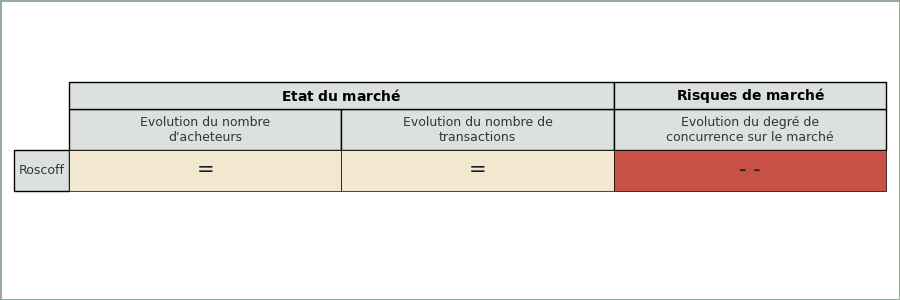 Etat du marché
Risques de marché
Evolution du nombre
d'acheteurs
Evolution du nombre de
transactions
Evolution du degré de
concurrence sur le marché
Roscoff
=
=
- -